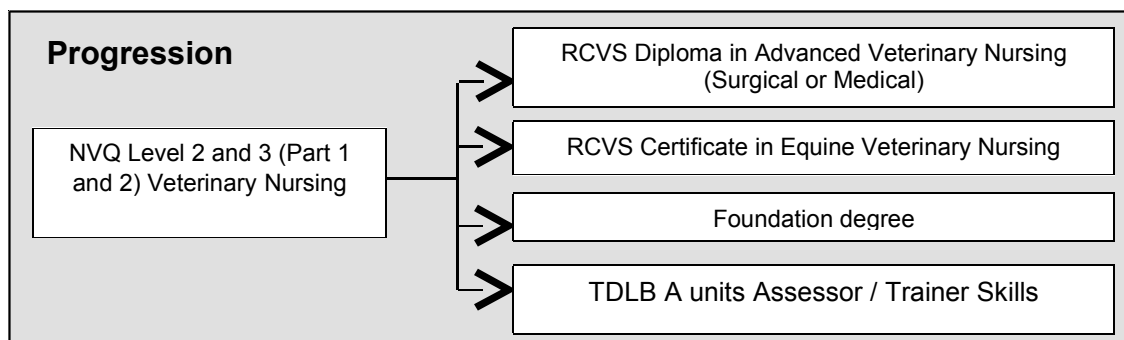 Progression
NVQ Level 2 and 3 (Part 1
and 2) Veterinary Nursing
RCVS Diploma in Advanced Veterinary Nursing
(Surgical or Medical)
RCVS Certificate in Equine Veterinary Nursing
Foundation degree
TDLB A units Assessor / Trainer Skills